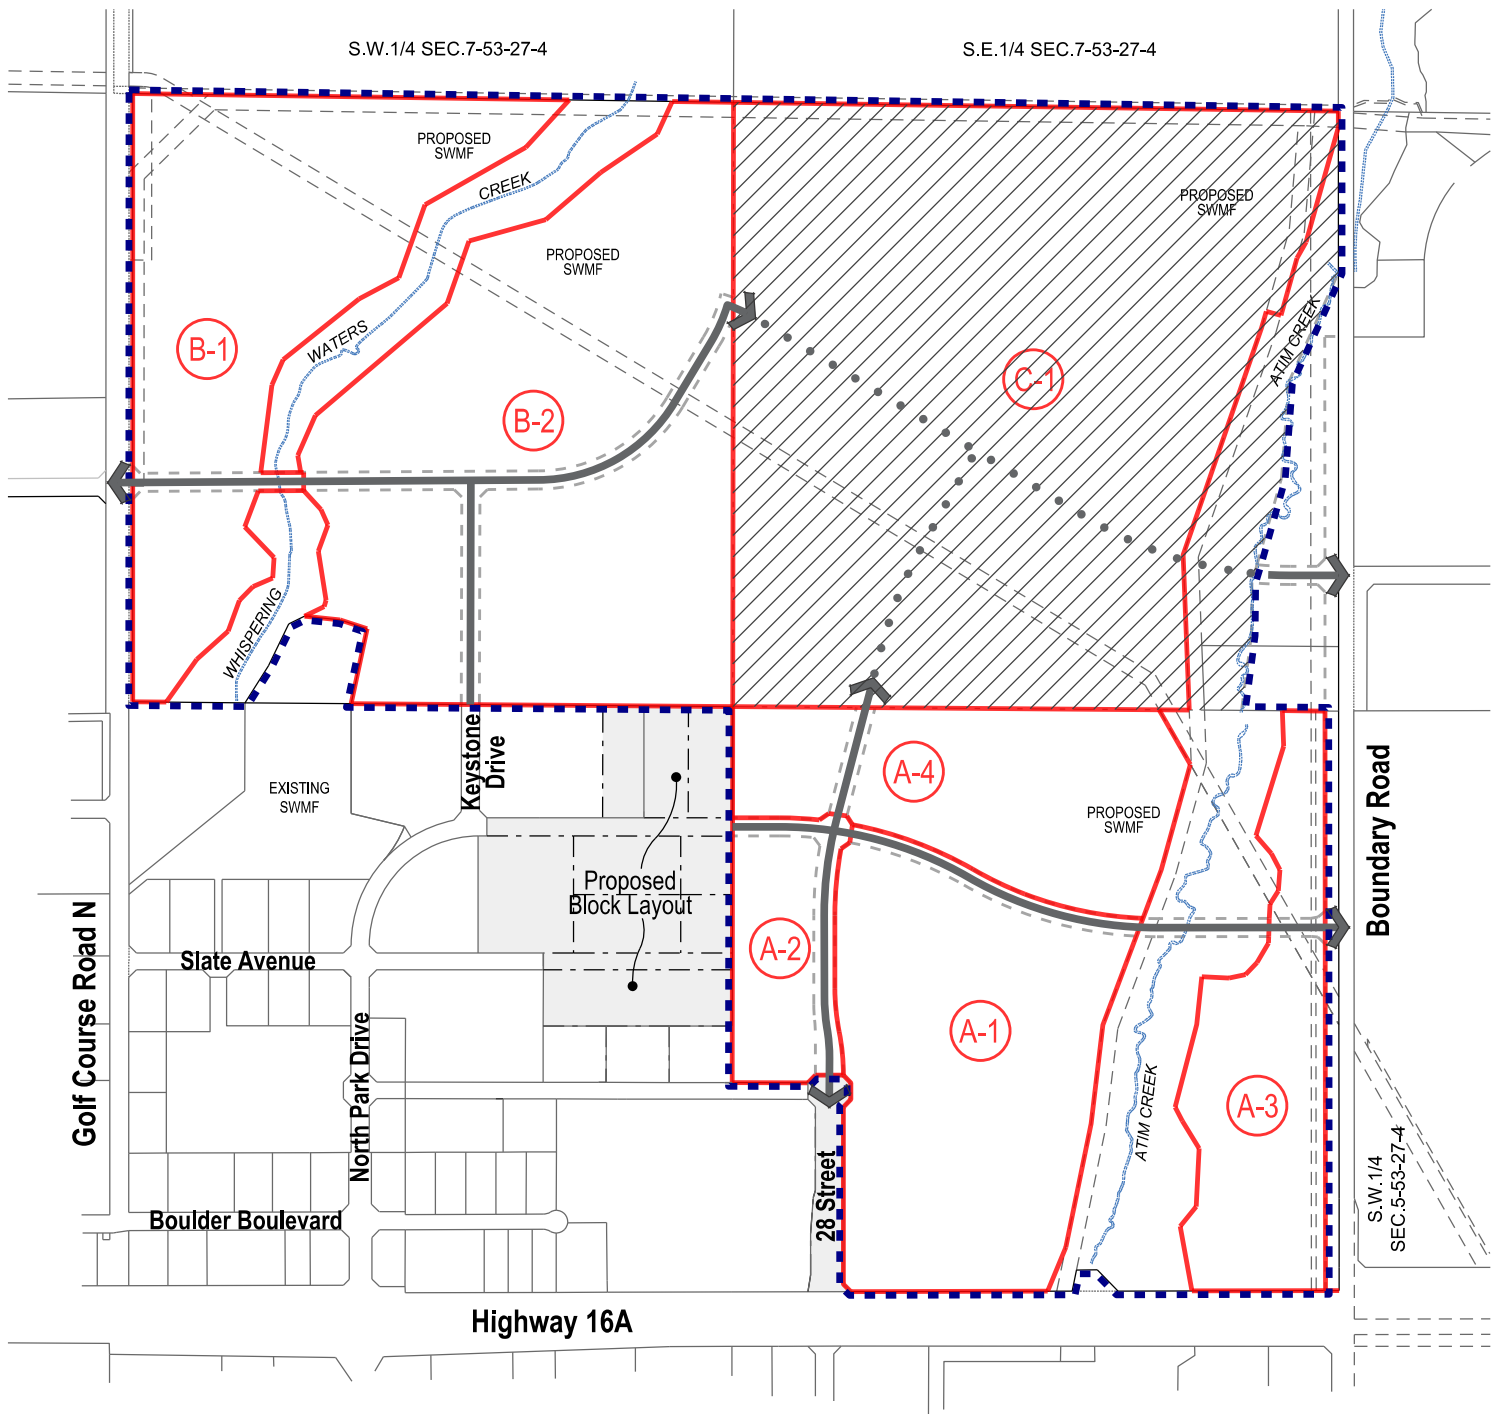 S.W.1/4 SEC.7-53-27-4
S.E.1/4 SEC.7-53-27-4
PROPOSED
SWMF
CREEK
PROPOSED
SWMF
PROPOSED
SWMF
WATERS
B-1
B-2
C-1
ATIM CREEK
WHISPERING
Keystone
Drive
EXISTING
SWMF
A-4
PROPOSED
SWMF
Boundary Road
Proposed
Block Layout
Golf Course Road N
Slate Avenue
A-2
A-1
North Park Drive
ATIM CREEK
A-3
28 Street
S.W.1/4
SEC.5-53-27-4
Boulder Boulevard
Highway 16A